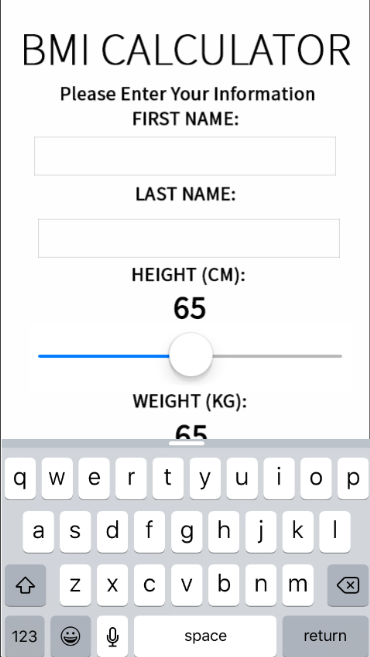 BMI CALCULATOR
Please Enter Your Information
FIRST NAME:
LAST NAME:
HEIGHT (CM):
65
WEIGHT (KG):
65
q w e r t y u i o p
a s d f g h j k l
z x c v b n m
123 space return